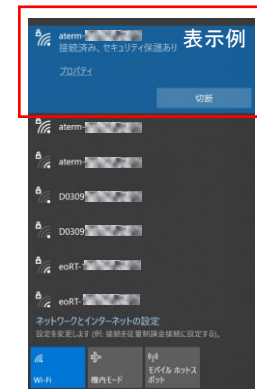 aterm-
接続済み、セキュリティ保護あり
表示例
プロパティ
切断
aterm-
aterm-
D0309
D0309
eoRT-
eoRT-
ネットワークとインターネットの設定
設定を変更します (例: 接続を従量制課金接続に設定する)。
Wi-Fi
機内モード
モバイル ホットス
ポット